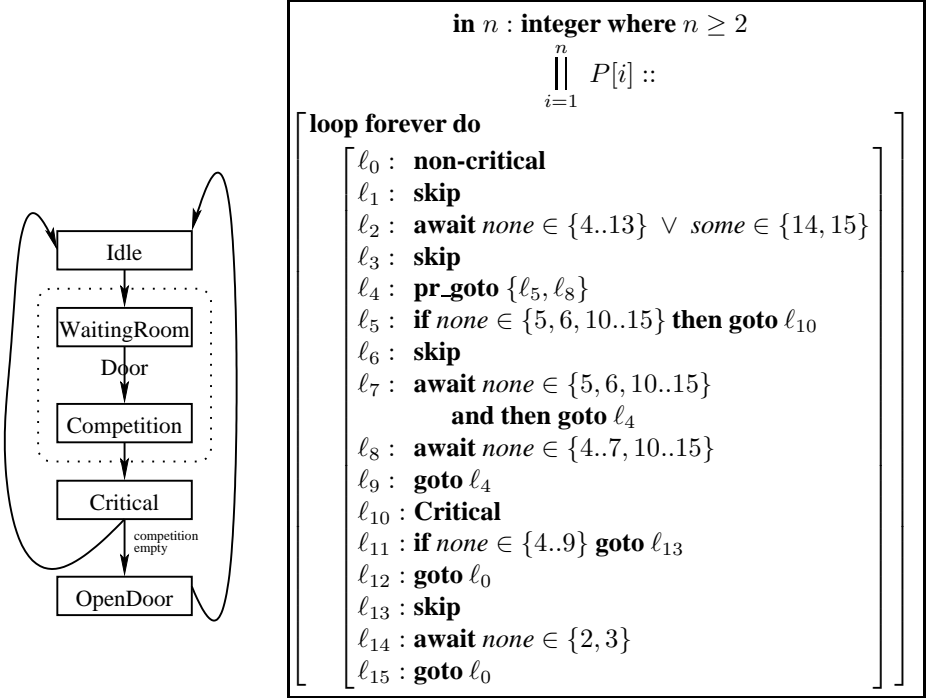 Idle
WaitingRoom
Door
Competition
Critical
competition
empty
OpenDoor
in n : integer where n ≥ 2
n
|| P[i] ::
i=1
loop forever do
ℓ0 : non-critical
ℓ1 : skip
ℓ2 : await none ∈ {4..13} ∨ some ∈ {14, 15}
ℓ3 : skip
ℓ4 : pr_goto {ℓ5, ℓ8}
ℓ5 : if none ∈ {5, 6, 10..15} then goto ℓ10
ℓ6 : skip
ℓ7 : await none ∈ {5, 6, 10..15}
and then goto ℓ4
ℓ8 : await none ∈ {4..7, 10..15}
ℓ9 : goto ℓ4
ℓ10 : Critical
ℓ11 : if none ∈ {4..9} goto ℓ13
ℓ12 : goto ℓ0
ℓ13 : skip
ℓ14 : await none ∈ {2, 3}
ℓ15 : goto ℓ0